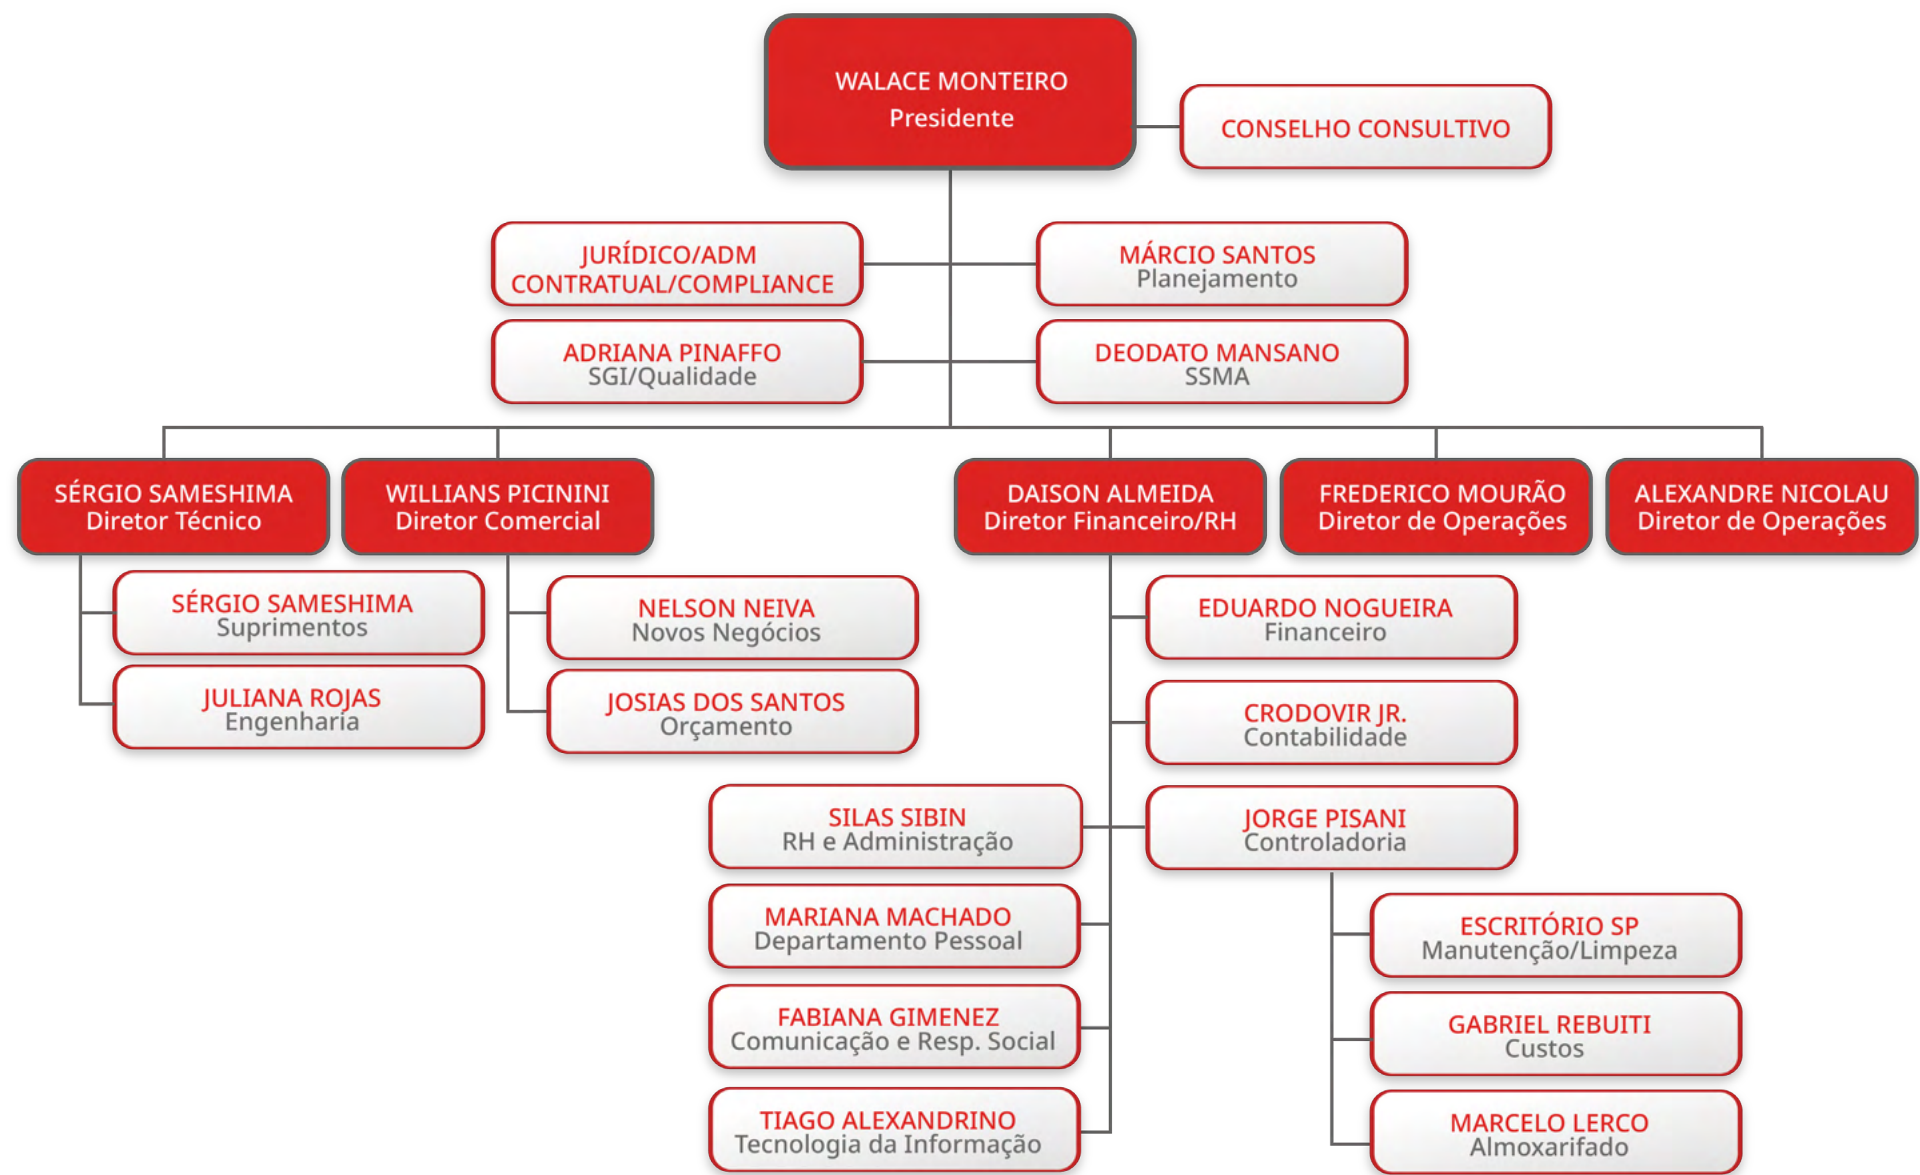 WALACE MONTEIRO
Presidente
CONSELHO CONSULTIVO
JURÍDICO/ADM
CONTRATUAL/COMPLIANCE
MÁRCIO SANTOS
Planejamento
ADRIANA PINAFFO
SGI/Qualidade
DEODATO MANSANO
SSMA
SÉRGIO SAMESHIMA
Diretor Técnico
WILLIANS PICININI
Diretor Comercial
DAISON ALMEIDA
Diretor Financeiro/RH
FREDERICO MOURÃO
Diretor de Operações
ALEXANDRE NICOLAU
Diretor de Operações
SÉRGIO SAMESHIMA
Suprimentos
JULIANA ROJAS
Engenharia
NELSON NEIVA
Novos Negócios
JOSIAS DOS SANTOS
Orçamento
EDUARDO NOGUEIRA
Financeiro
CRODOVIR JR.
Contabilidade
SILAS SIBIN
RH e Administração
JORGE PISANI
Controladoria
MARIANA MACHADO
Departamento Pessoal
FABIANA GIMENEZ
Comunicação e Resp. Social
TIAGO ALEXANDRINO
Tecnologia da Informação
ESCRITÓRIO SP
Manutenção/Limpeza
GABRIEL REBUITI
Custos
MARCELO LERCO
Almoxarifado